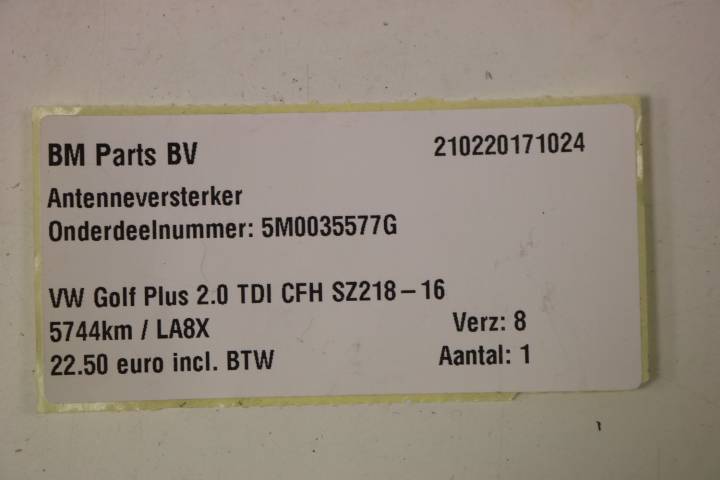 BM Parts BV 210220171024
Antenneversterker
Onderdeelnummer: 5M0035577G
VW Golf Plus 2.0 TDI CFH SZ218-16
5744km / LA8X Verz: 8
22.50 euro incl. BTW Aantal: 1